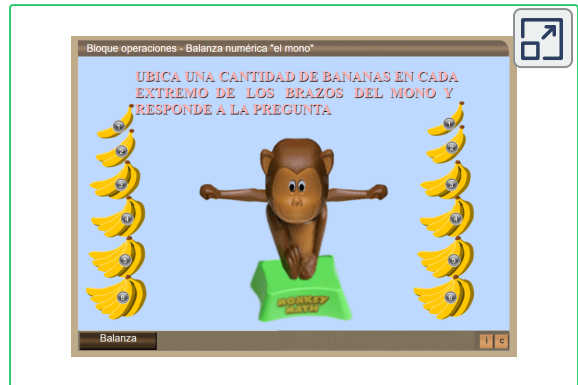 Bloque operaciones - Balanza numérica "el mono"
UBICA UNA CANTIDAD DE BANANAS EN CADA
EXTREMO DE LOS BRAZOS DEL MONO Y
RESPONDE A LA PREGUNTA
1
1
2
2
3
3
4
4
5
5
6
6
MONKEY
MATH
Balanza
i c